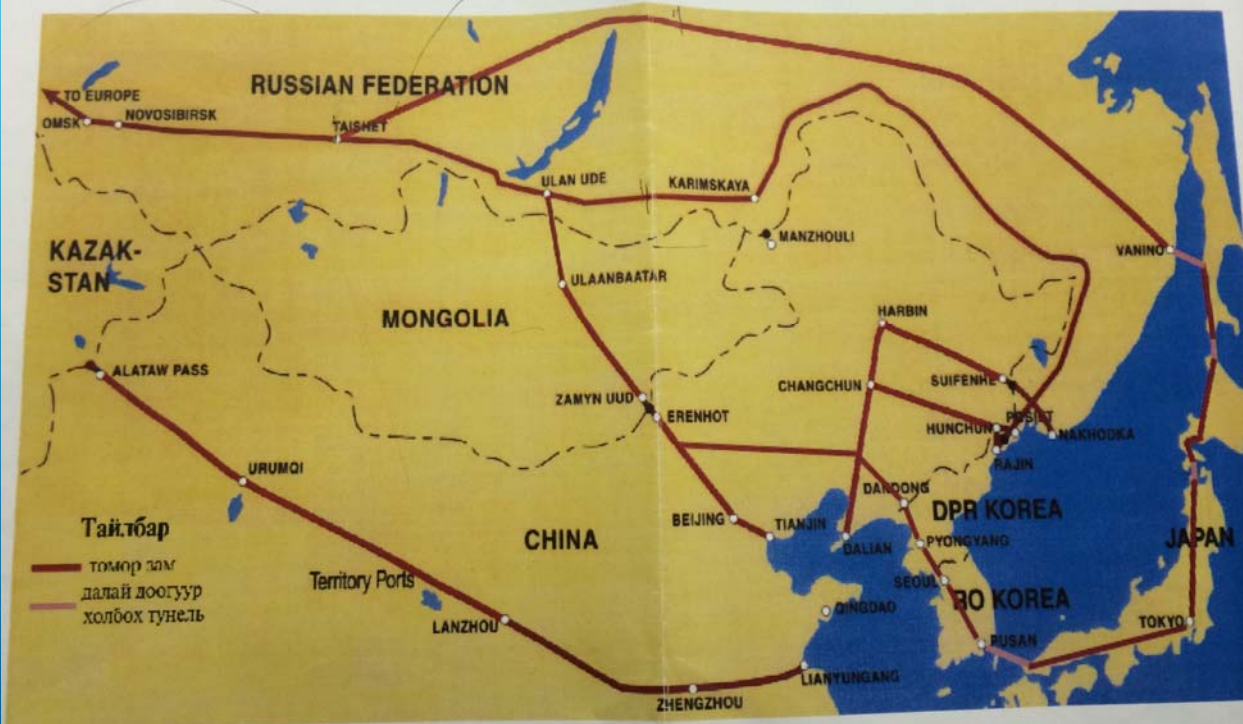 RUSSIAN FEDERATION
TO EUROPE
OMSK
NOVOSIBIRSK
TAISHET
ULAN UDE
KARIMSKAYA
MANZHOULI
VANINO
KAZAK-
STAN
ULAANBAATAR
MONGOLIA
HARBIN
ALATAW PASS
CHANGCHUN
SUIFENHE
ZAMYN UUD
ERENHOT
POSIET
HUNCHUN
NAKHODKA
RAJIN
URUMQI
DANDONG
DPR KOREA
BEIJING
TIANJIN
DALIAN
PYONGYANG
JAPAN
CHINA
SEOUL
RO KOREA
QINGDAO
Тайлбар
томор зам
далай доогуур
холбох тунель
Territory Ports
LANZHOU
TOKYO
PUSAN
LIANYUNGANG
ZHENGZHOU